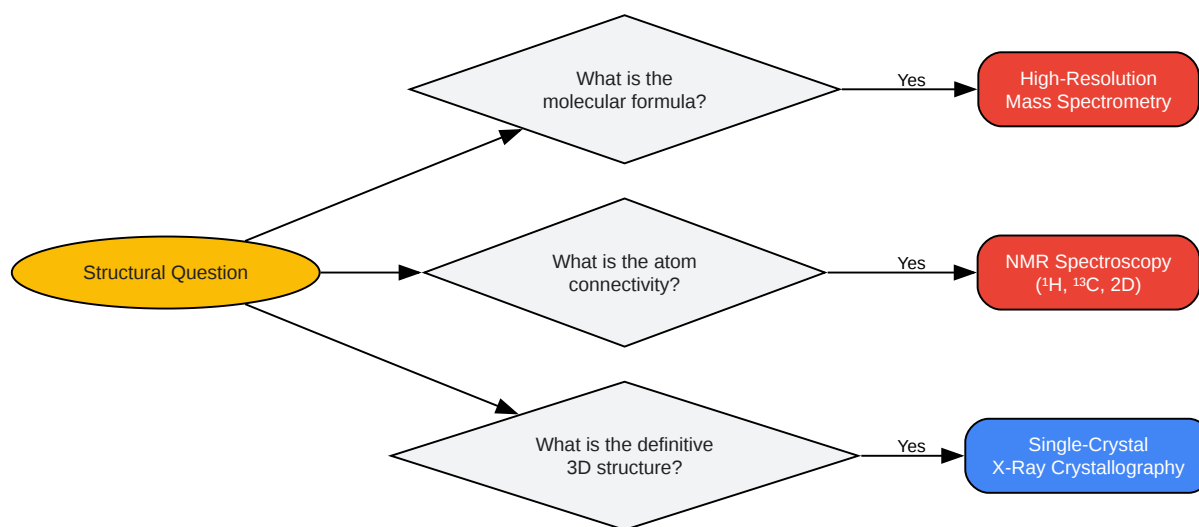 What is the
molecular formula?
Yes
High-Resolution
Mass Spectrometry
Structural Question
What is the atom
connectivity?
Yes
NMR Spectroscopy
(¹H, ¹³C, 2D)
What is the definitive
3D structure?
Yes
Single-Crystal
X-Ray Crystallography